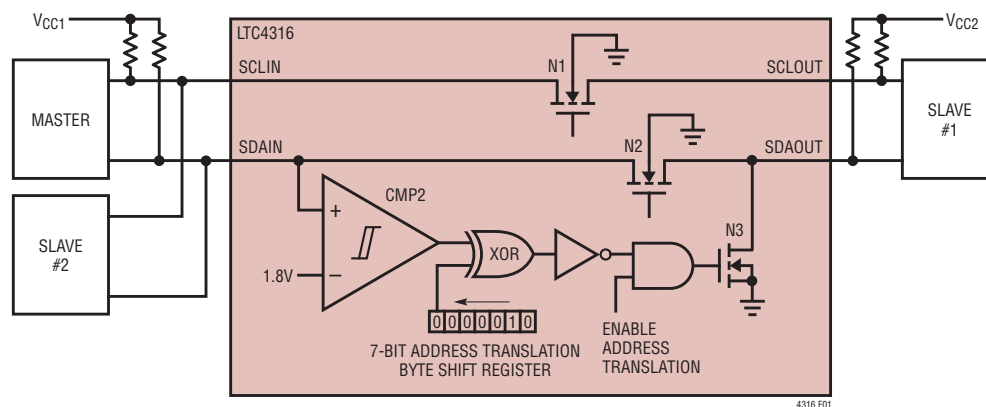 VCC1
VCC2
LTC4316
SCLIN
N1
SCLOUT
MASTER
SLAVE
#1
SDAIN
N2
SDAOUT
CMP2
+
SLAVE
#2
XOR
N3
1.8V
−
0 0 0 0 0 1 0
7-BIT ADDRESS TRANSLATION
BYTE SHIFT REGISTER
ENABLE
ADDRESS
TRANSLATION
4316 F01